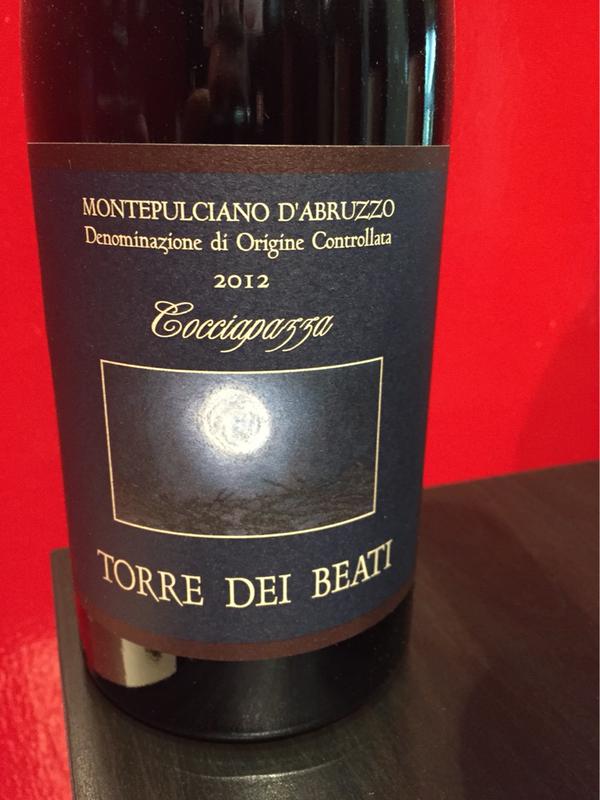 MONTEPULCIANO D'ABRUZZO
Denominazione di Origine Controllata
2012
Cocciapazza
TORRE DEI BEATI